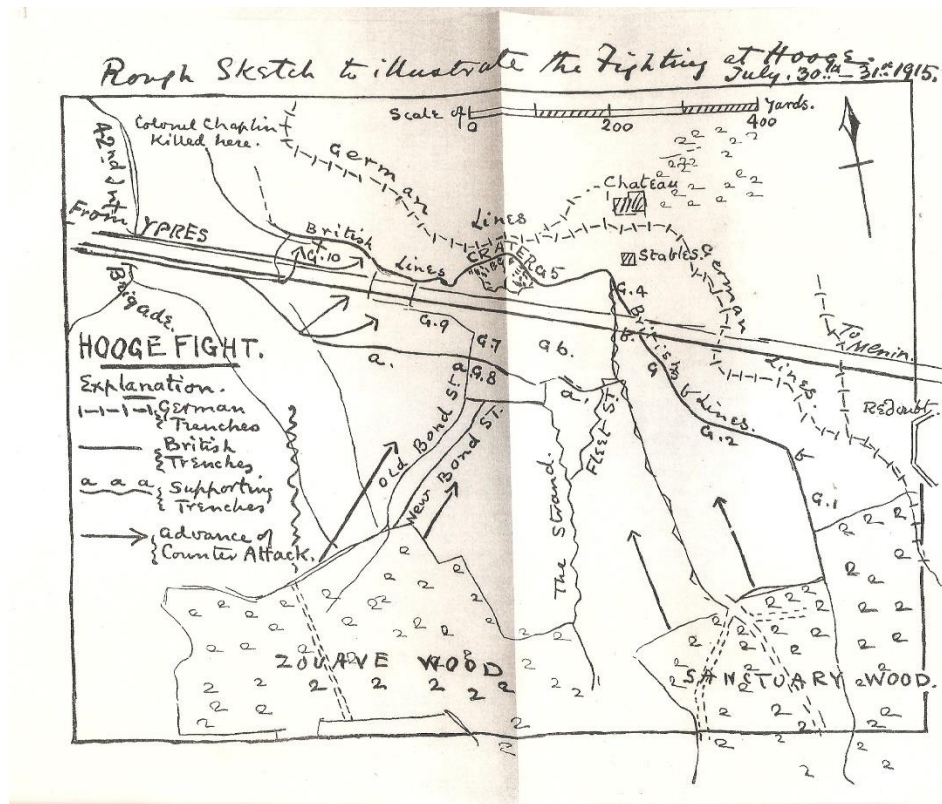 Rough Sketch to illustrate the Fighting at Hooge.
July. 30th - 31st 1915.
Scale of
Yards.
0
200
400
Colonel Chaplin
Killed here.
42nd Inf
Brigade.
From YPRES
German
Lines
Chateau
Stables.
British
Lines
CRATER
G5
G.10
G.4
G.9
G.7
G.8
G6.
G.3
G.2
G.1
a.
a
a.
b.
b
British Lines.
German
Lines.
To Menin.
Redoubt.
HOOGE FIGHT.
Explanation.
German
Trenches
British
Trenches
a a a Supporting
Trenches
advance of
Counter Attack.
Old Bond St.
New Bond St.
The Strand.
Fleet St.
ZOUAVE WOOD
SANCTUARY WOOD.